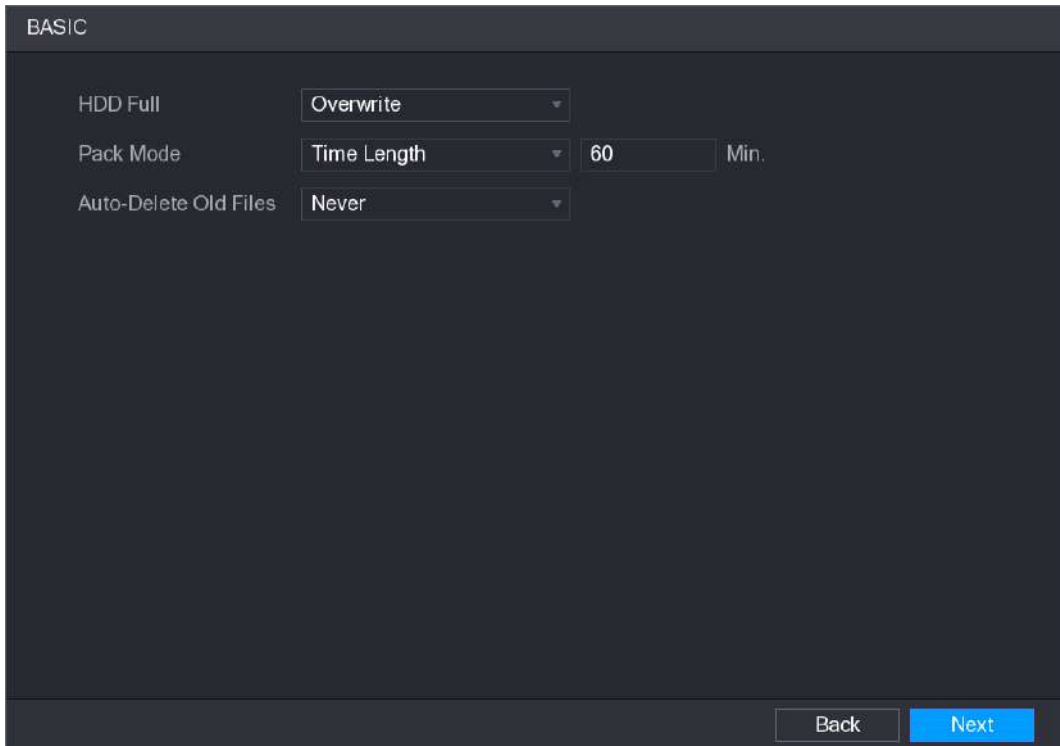 BASIC
HDD Full Overwrite
Pack Mode Time Length 60 Min.
Auto-Delete Old Files Never
Back Next